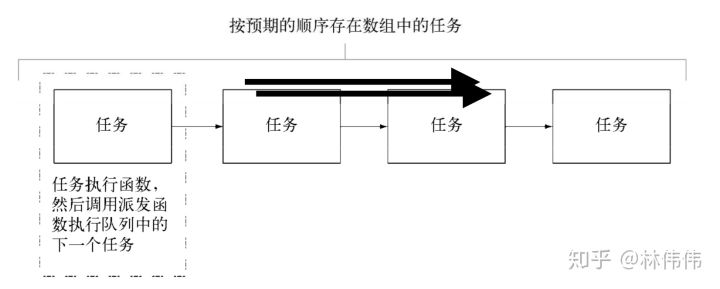 按预期的顺序存在数组中的任务
任务
任务
任务
任务
任务执行函数，
然后调用派发函
数执行队列中的
下一个任务
知乎 @林伟伟